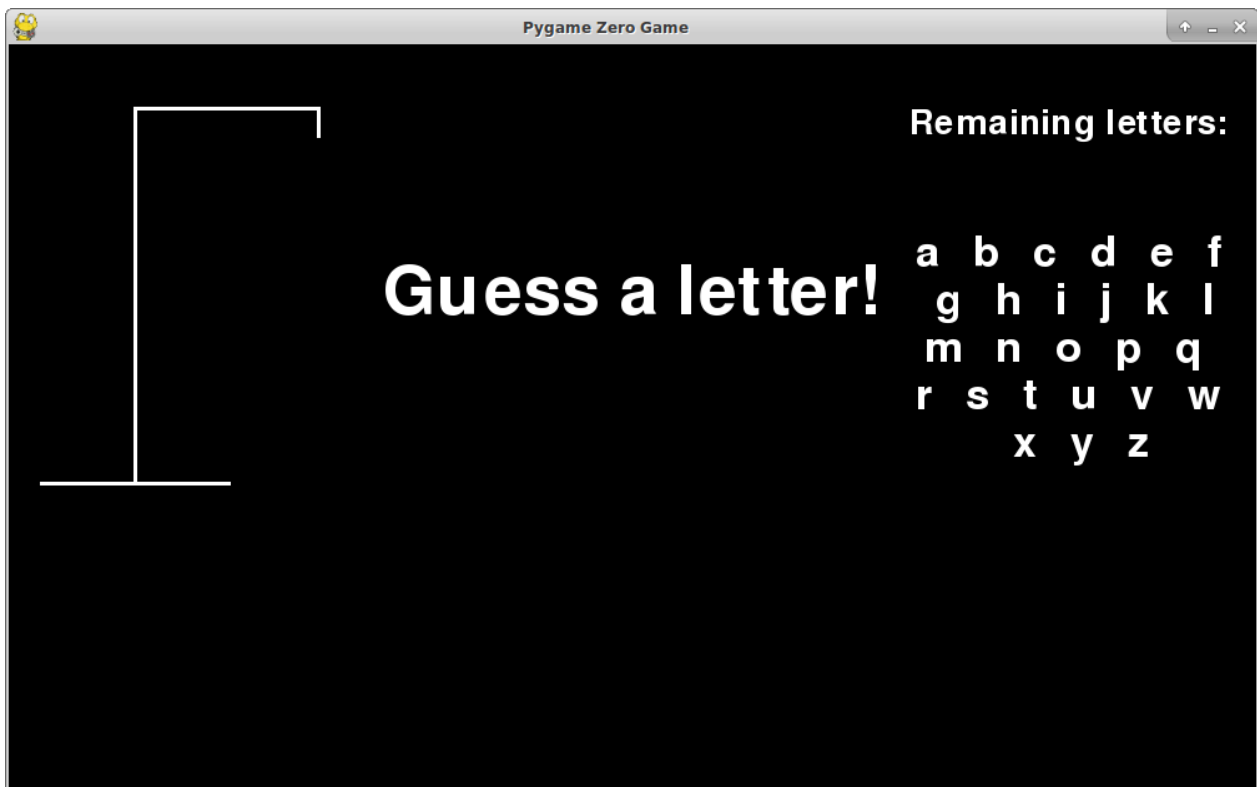 Pygame Zero Game
Remaining letters:
Guess a letter!
a b c d e f
g h i j k l
m n o p q
r s t u v w
x y z